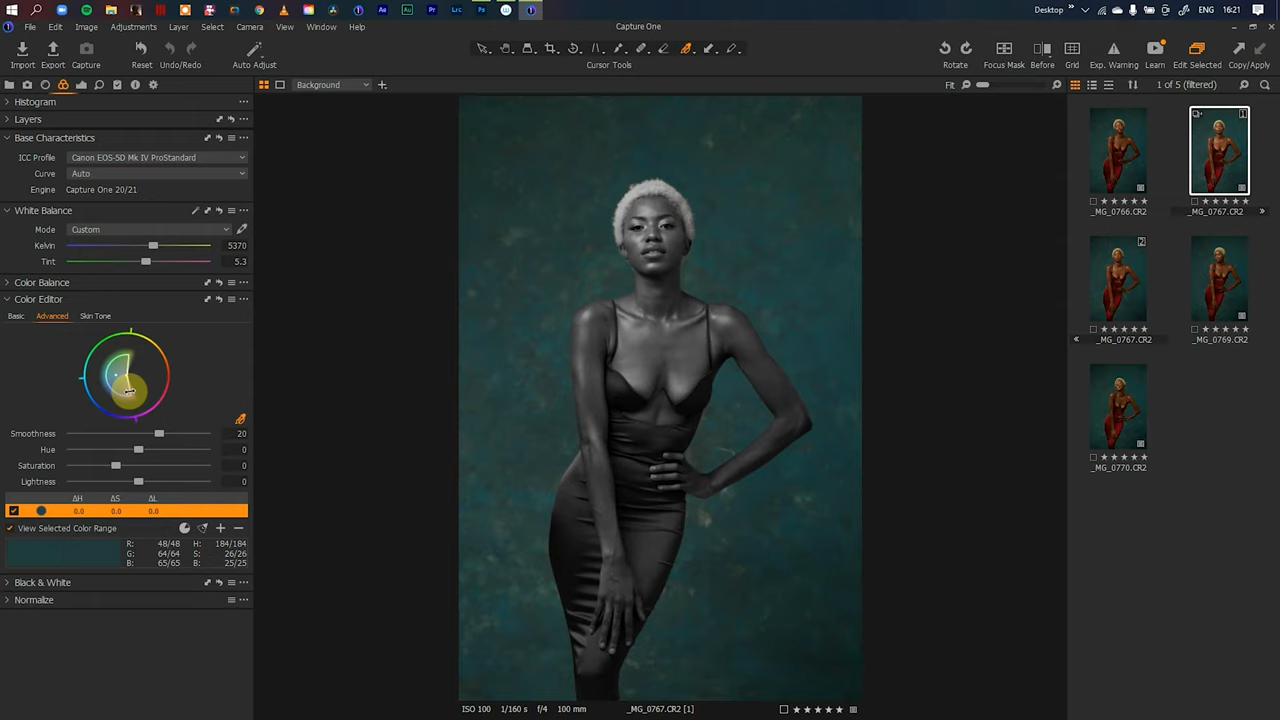 Desktop » 16:21
File Edit Image Adjustments Layer Select Camera View Window Help
Capture One
Import Export Capture Reset Undo/Redo Auto Adjust Cursor Tools Rotate Focus Mask Before Grid Exp. Warning Learn Edit Selected Copy/Apply
Background Fit 1 of 5 (filtered)
Histogram
Layers
Base Characteristics
ICC Profile Canon EOS-5D Mk IV ProStandard
Curve Auto
Engine Capture One 20/21
White Balance
Mode Custom
Kelvin 5370
Tint 5.3
Color Balance
Color Editor
Basic Advanced Skin Tone
Smoothness 20
Hue 0
Saturation 0
Lightness 0
ΔH ΔS ΔL
0.0 0.0 0.0
View Selected Color Range
R: 48/48 H: 184/184
G: 64/64 S: 26/26
B: 65/65 L: 25/25
Black & White
Normalize
ISO 100 1/160 s f/4 100 mm _MG_0767.CR2 [1]
1
_MG_0766.CR2 _MG_0767.CR2
2
_MG_0767.CR2 _MG_0769.CR2
_MG_0770.CR2